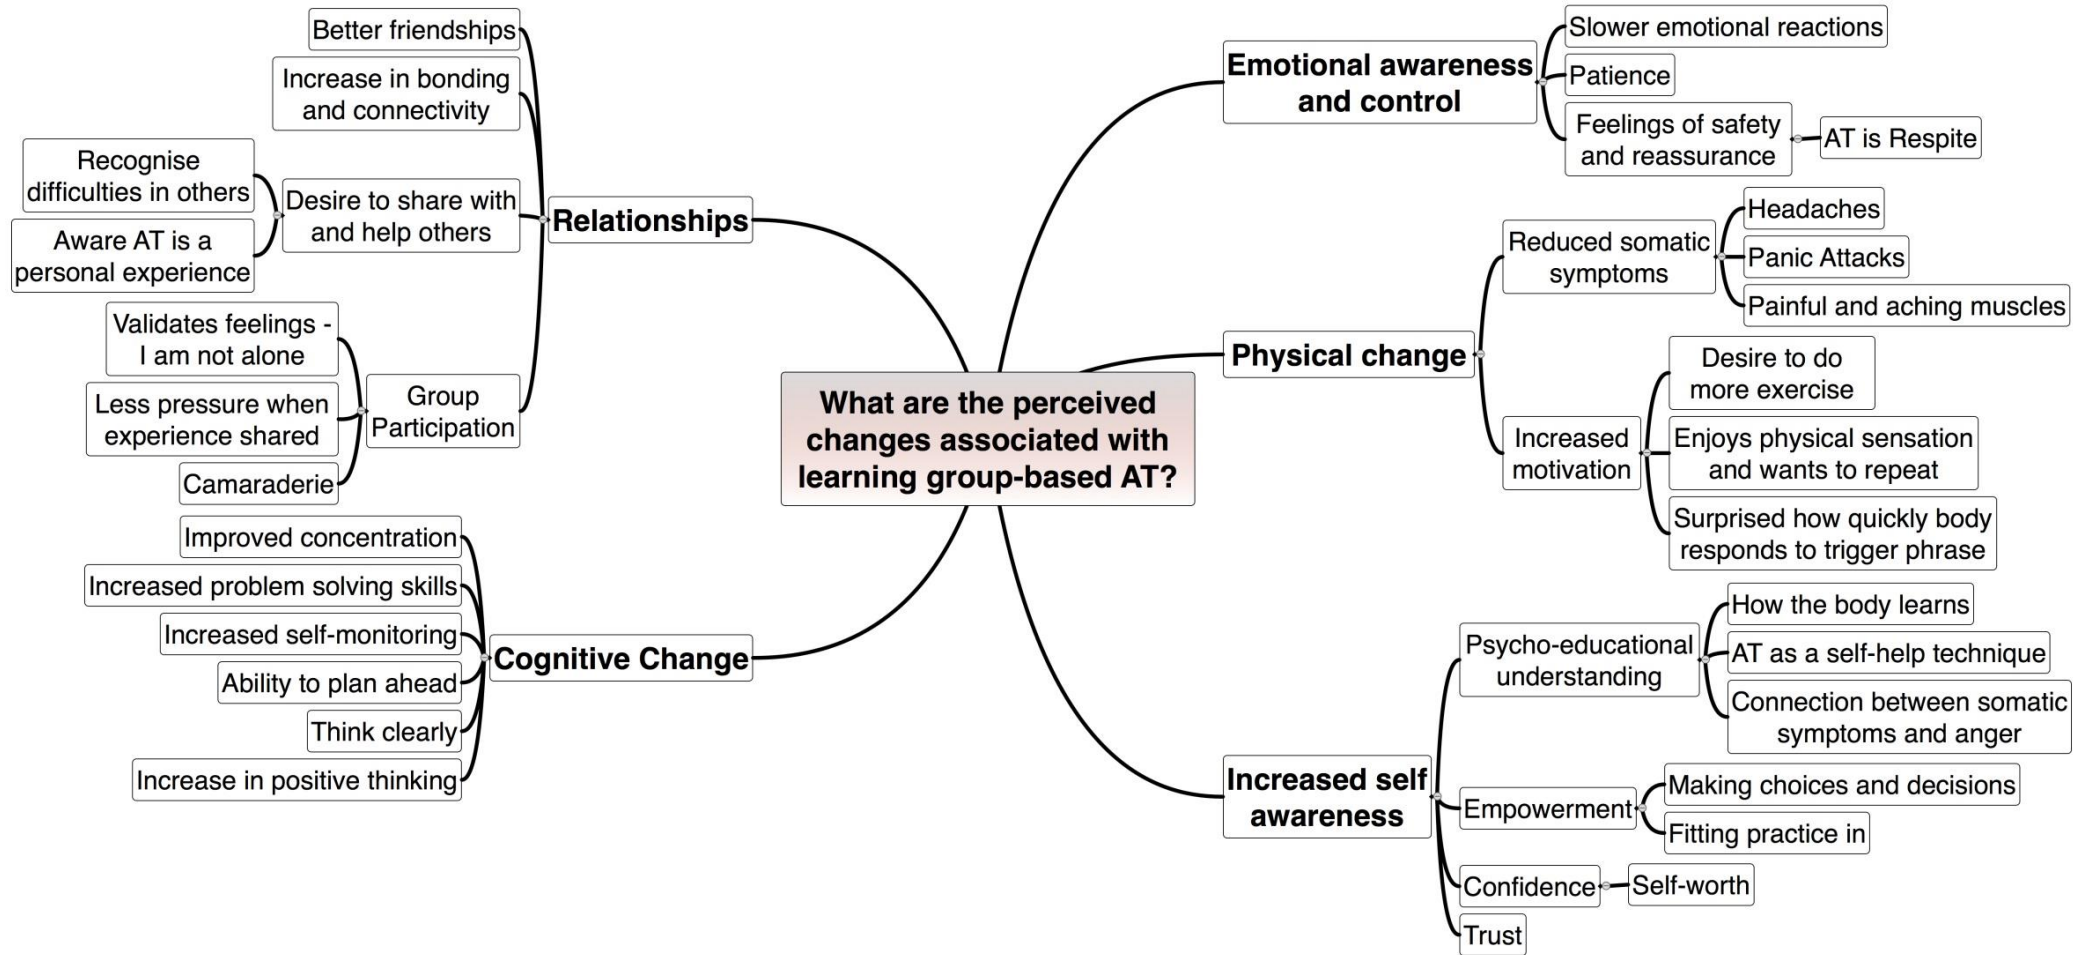 What are the perceived
changes associated with
learning group-based AT?
Emotional awareness
and control
Slower emotional reactions
Patience
Feelings of safety
and reassurance
AT is Respite
Physical change
Reduced somatic
symptoms
Headaches
Panic Attacks
Painful and aching muscles
Increased
motivation
Desire to do
more exercise
Enjoys physical sensation
and wants to repeat
Surprised how quickly body
responds to trigger phrase
Increased self
awareness
Psycho-educational
understanding
How the body learns
AT as a self-help technique
Connection between somatic
symptoms and anger
Empowerment
Making choices and decisions
Fitting practice in
Confidence
Self-worth
Trust
Relationships
Better friendships
Increase in bonding
and connectivity
Desire to share with
and help others
Recognise
difficulties in others
Aware AT is a
personal experience
Group
Participation
Validates feelings -
I am not alone
Less pressure when
experience shared
Camaraderie
Cognitive Change
Improved concentration
Increased problem solving skills
Increased self-monitoring
Ability to plan ahead
Think clearly
Increase in positive thinking